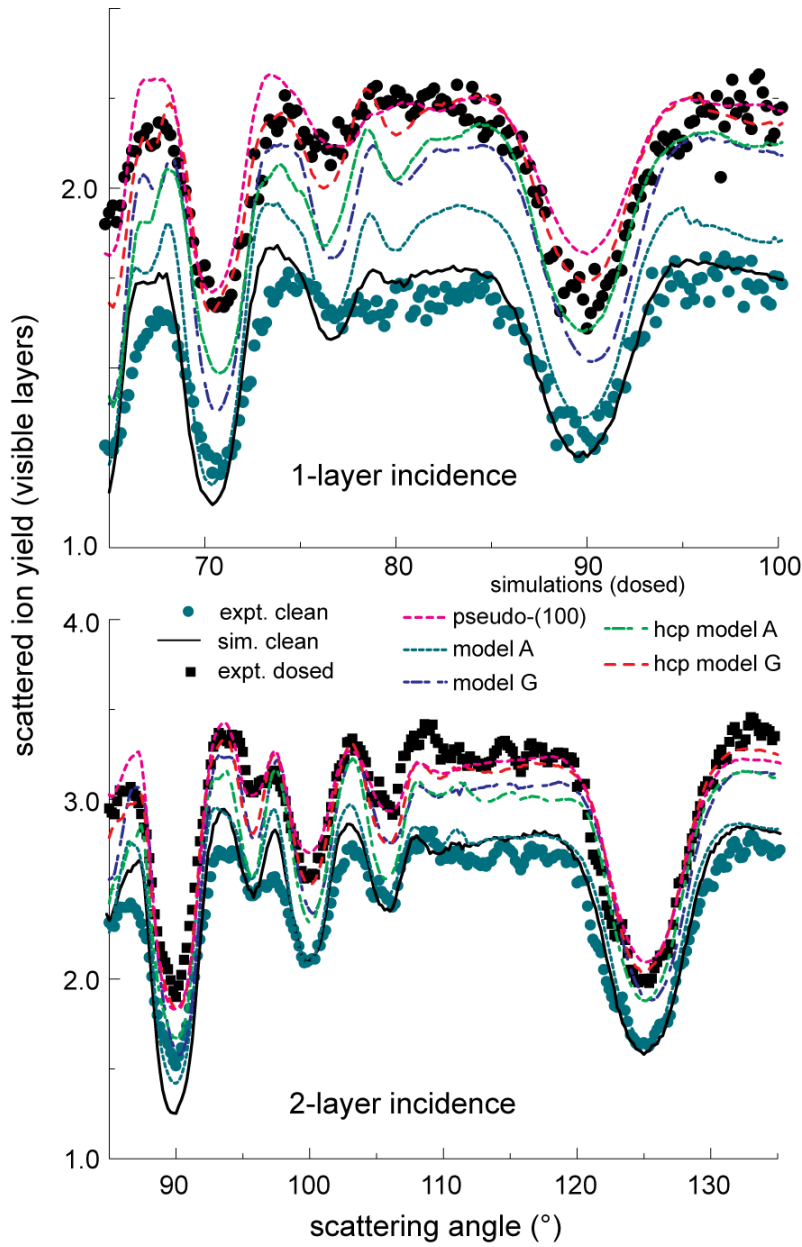 2.0
1-layer incidence
1.0
70
80
90
100
simulations (dosed)
expt. clean
sim. clean
expt. dosed
pseudo-(100)
model A
model G
hcp model A
hcp model G
4.0
3.0
2.0
2-layer incidence
1.0
90
100
110
120
130
scattering angle (°)
scattered ion yield (visible layers)